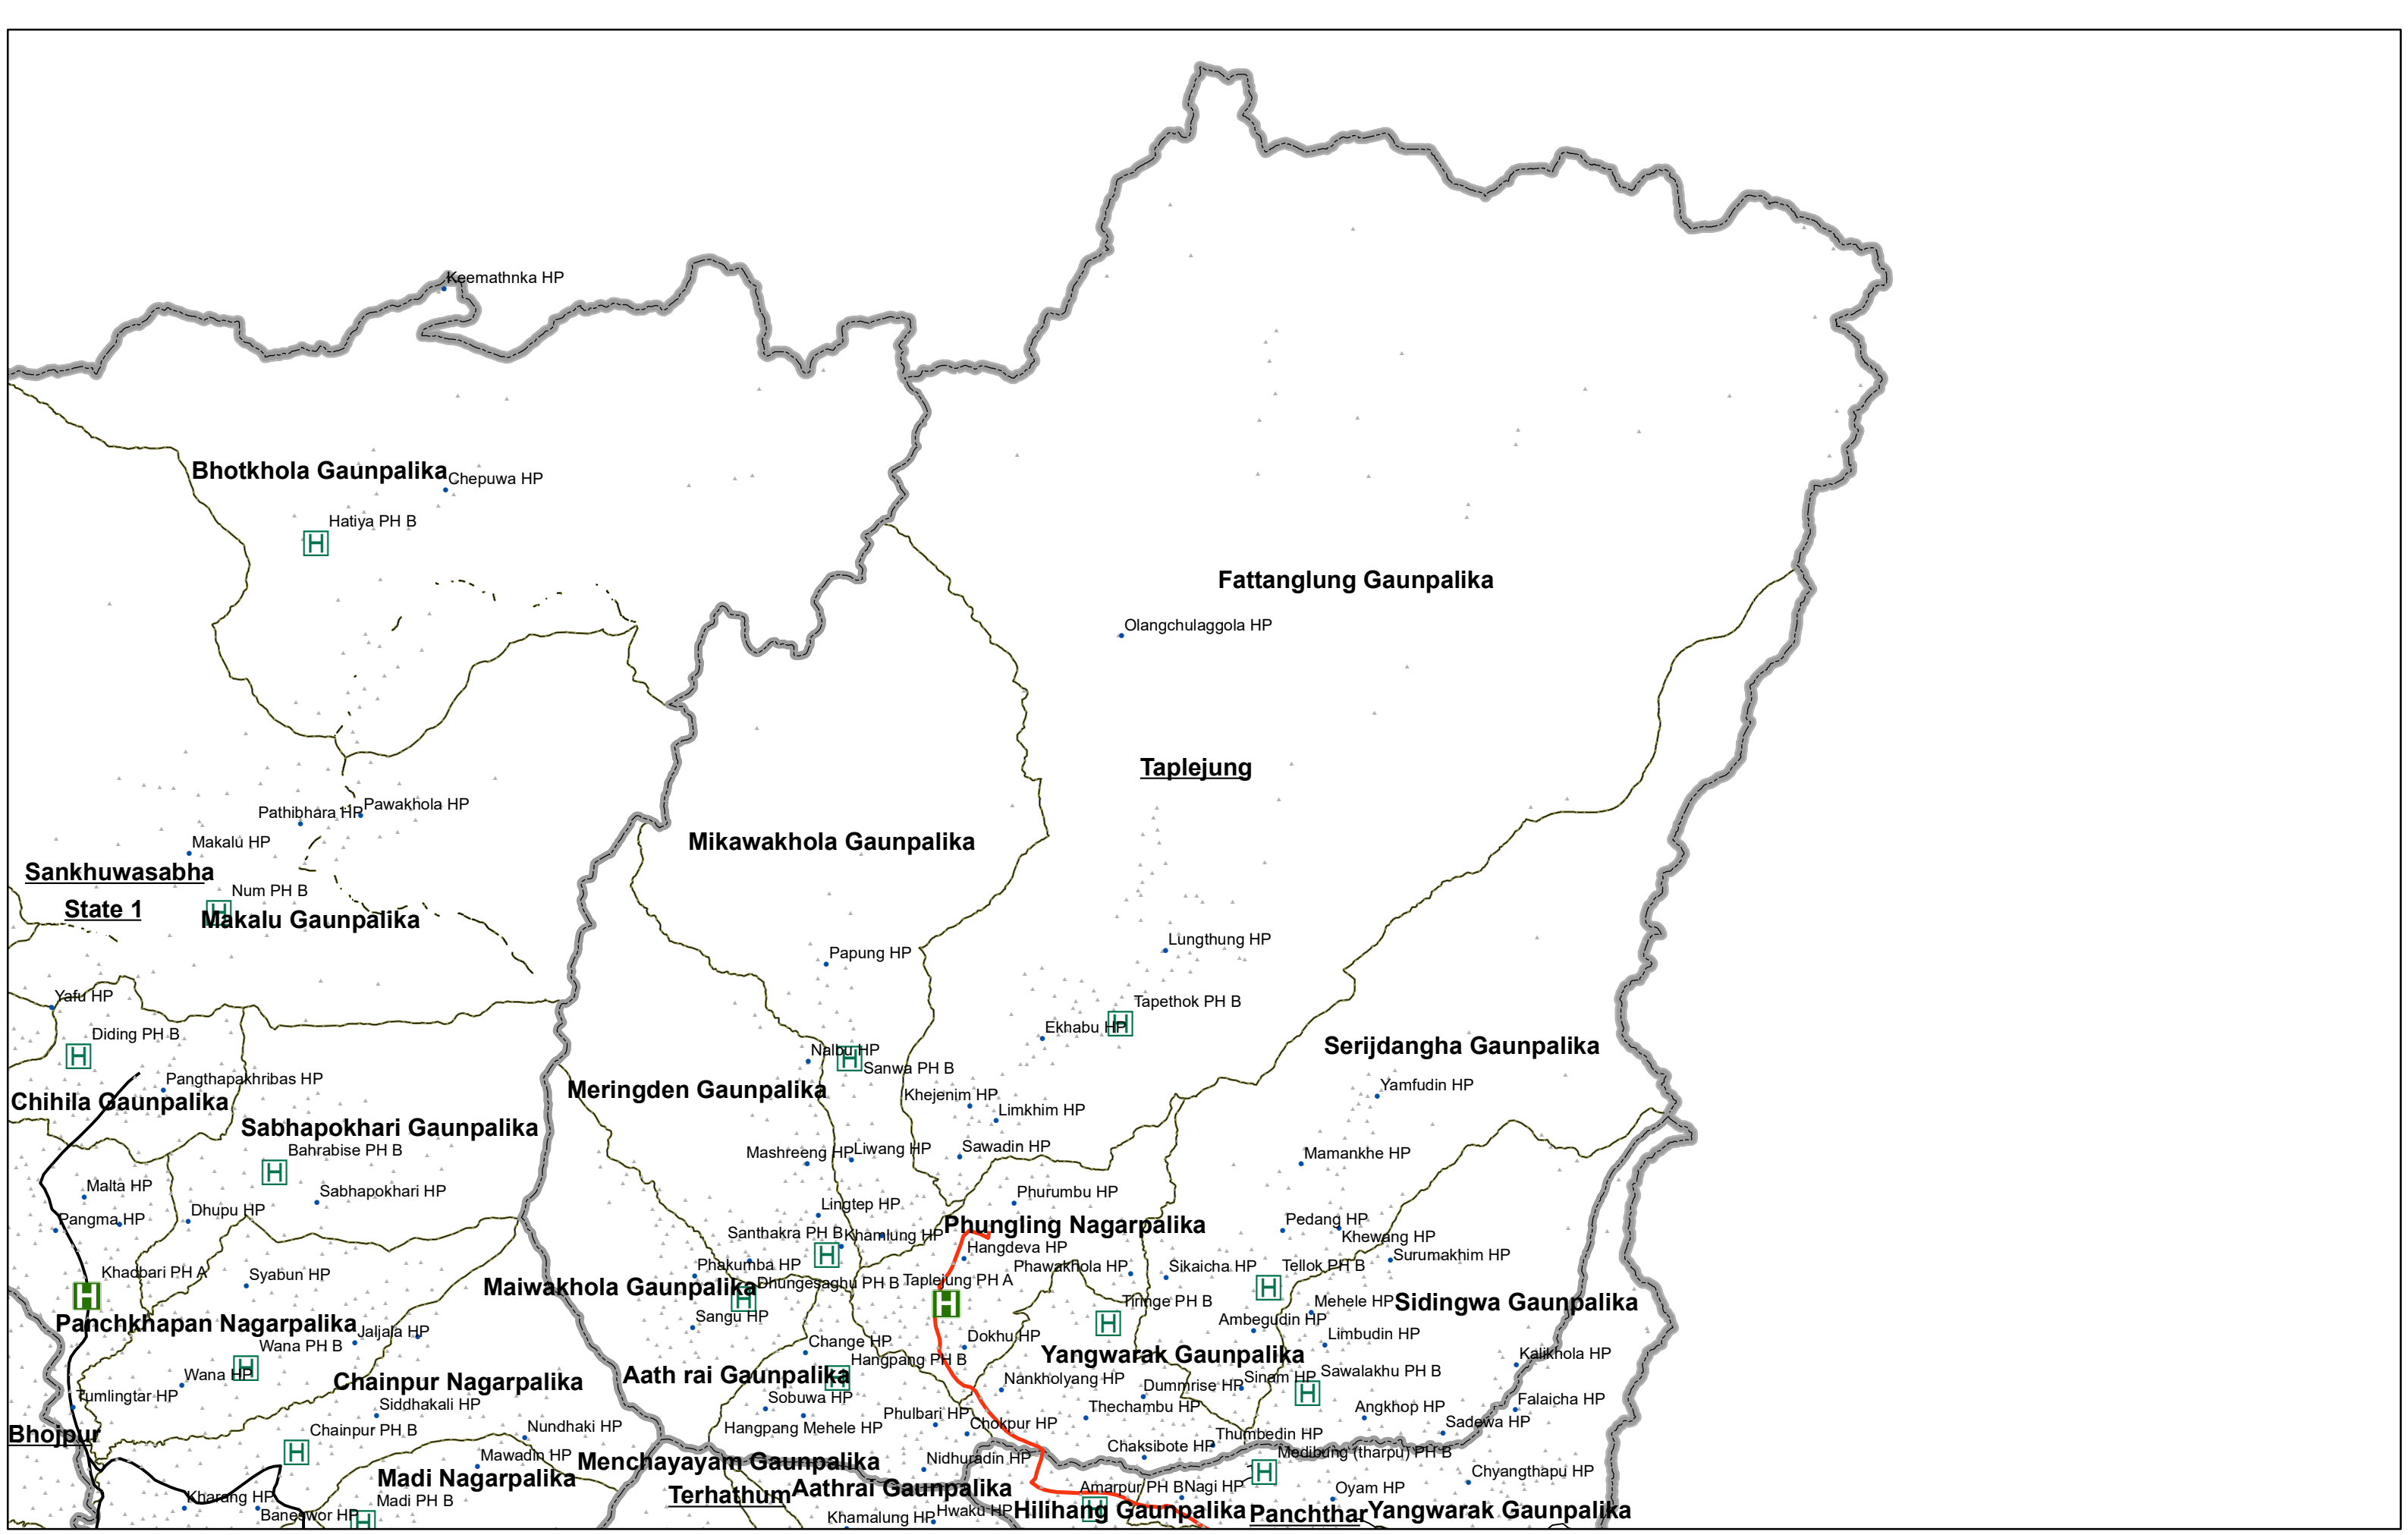 Keemathnka HP
Bhotkhola Gaunpalika
Chepuwa HP
Hatiya PH B
Fattanglung Gaunpalika
Olangchulaggola HP
Taplejung
Pathibhara HP
Pawakhola HP
Makalu HP
Mikawakhola Gaunpalika
Sankhuwasabha
Num PH B
State 1
Makalu Gaunpalika
Papung HP
Lungthung HP
Yafu HP
Tapethok PH B
Diding PH B
Ekhabu HP
Nalbu HP
Sanwa PH B
Serijdangha Gaunpalika
Pangthapakhribas HP
Yamfudin HP
Chihila Gaunpalika
Meringden Gaunpalika
Khejenim HP
Limkhim HP
Sabhapokhari Gaunpalika
Bahrabise PH B
Mashreeng HP
Liwang HP
Sawadin HP
Mamankhe HP
Malta HP
Sabhapokhari HP
Phurumbu HP
Dhupu HP
Lingtep HP
Pangma HP
Phungling Nagarpalika
Pedang HP
Santhakra PH B
Khamlung HP
Khewang HP
Hangdeva HP
Surumakhim HP
Khadbari PH A
Syabun HP
Phakumba HP
Phawakhola HP
Sikaicha HP
Tellok PH B
Maiwakhola Gaunpalika
Dhungesaghu PH B
Taplejung PH A
Tiringe PH B
Mehele HP
Sidingwa Gaunpalika
Panchkhapan Nagarpalika
Sangu HP
Ambegudin HP
Jaljala HP
Dokhu HP
Limbudin HP
Wana PH B
Change HP
Yangwarak Gaunpalika
Kalikhola HP
Hangpang PH B
Wana HP
Chainpur Nagarpalika
Aath rai Gaunpalika
Nankholyang HP
Dummrise HP
Sinam HP
Sawalakhu PH B
Tumlingtar HP
Siddhakali HP
Sobuwa HP
Thechambu HP
Angkhop HP
Falaicha HP
Bhojpur
Chainpur PH B
Nundhaki HP
Hangpang Mehele HP
Phulbari HP
Chokpur HP
Sadewa HP
Thumbedin HP
Chaksibote HP
Mawadin HP
Menchayayam Gaunpalika
Nidhuradin HP
Medibung (tharpu) PH B
Madi Nagarpalika
Chyangthapu HP
Kharang HP
Madi PH B
Terhathum
Aathrai Gaunpalika
Amarpur PH B
Nagi HP
Oyam HP
Baneswor HP
Khamalung HP
Hwaku HP
Hilihang Gaunpalika
Panchthar
Yangwarak Gaunpalika